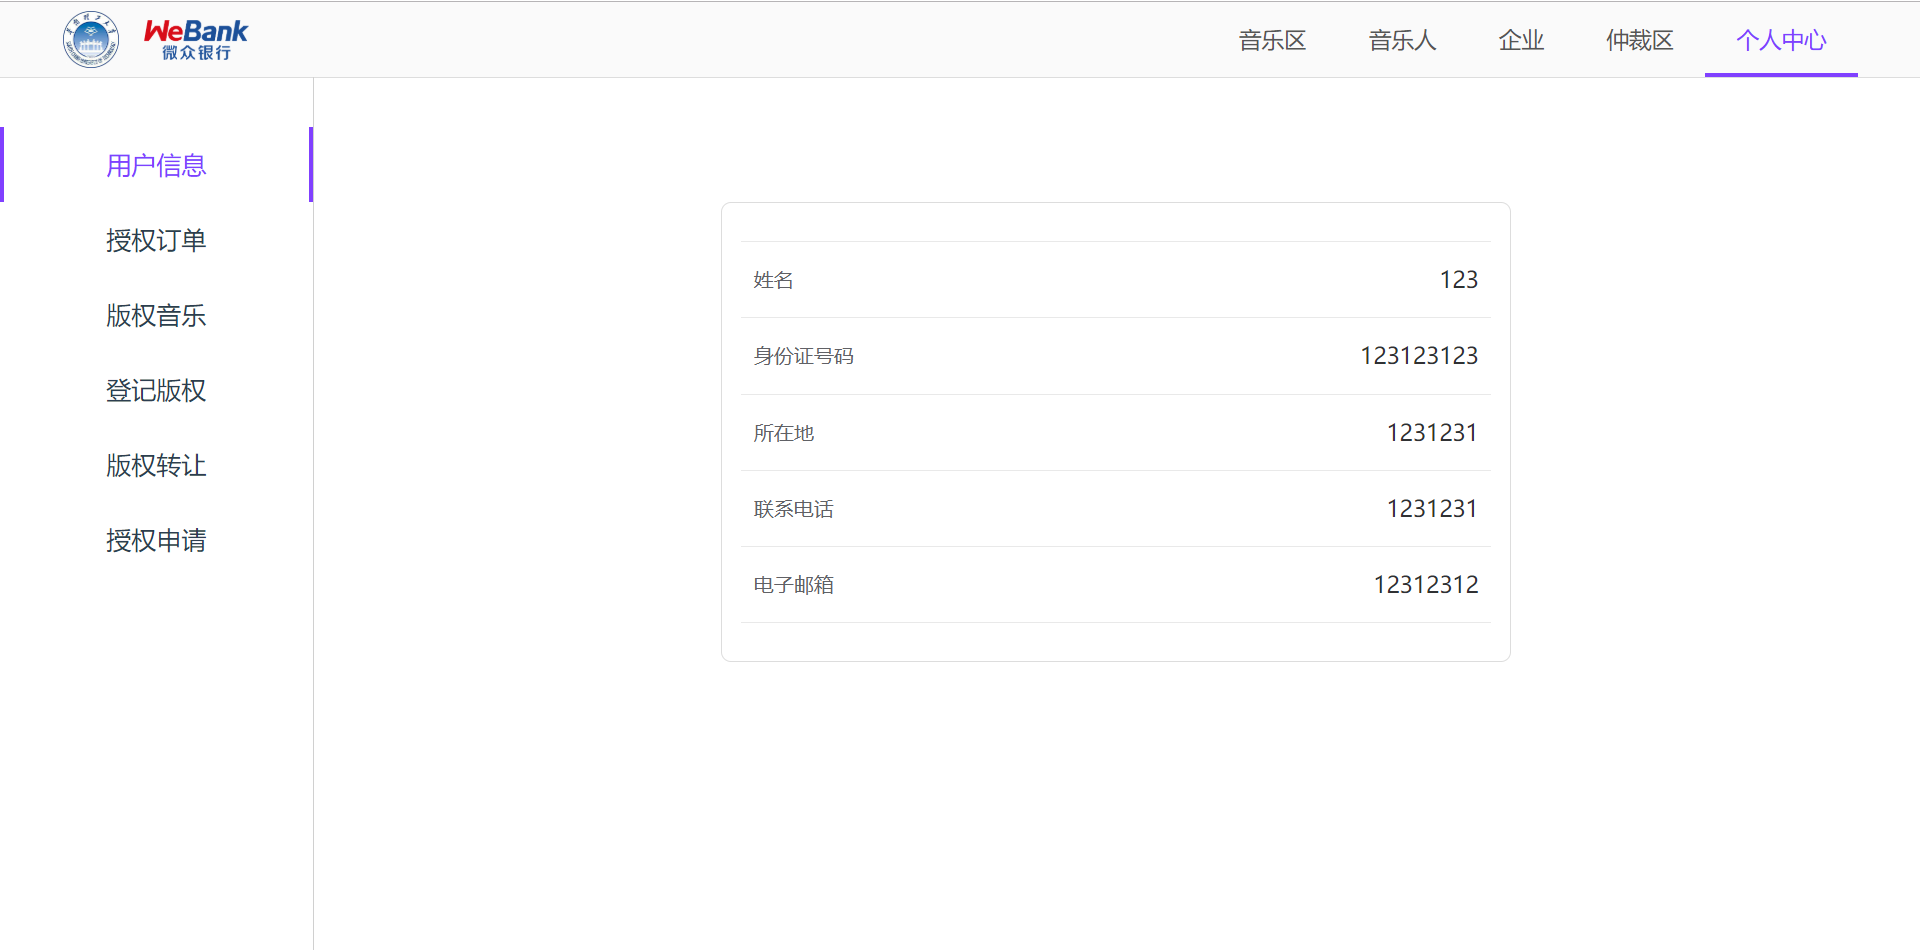 WeBank
微众银行
音乐区
音乐人
企业
仲裁区
个人中心
用户信息
授权订单
版权音乐
登记版权
版权转让
授权申请
姓名 123
身份证号码 123123123
所在地 1231231
联系电话 1231231
电子邮箱 12312312